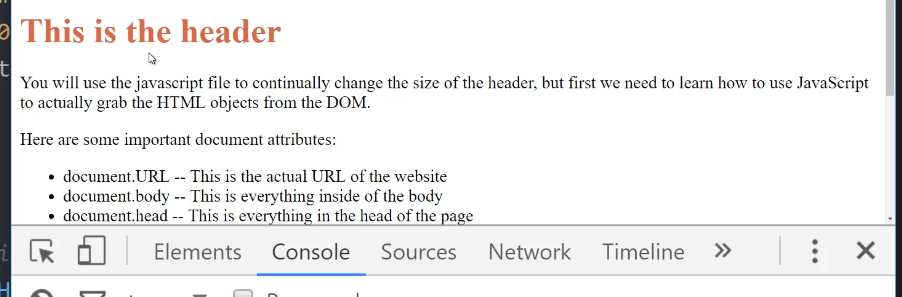 This is the header
You will use the javascript file to continually change the size of the header, but first we need to learn how to use JavaScript
to actually grab the HTML objects from the DOM.
Here are some important document attributes:
• document.URL -- This is the actual URL of the website
• document.body -- This is everything inside of the body
• document.head -- This is everything in the head of the page
Elements Console Sources Network Timeline »